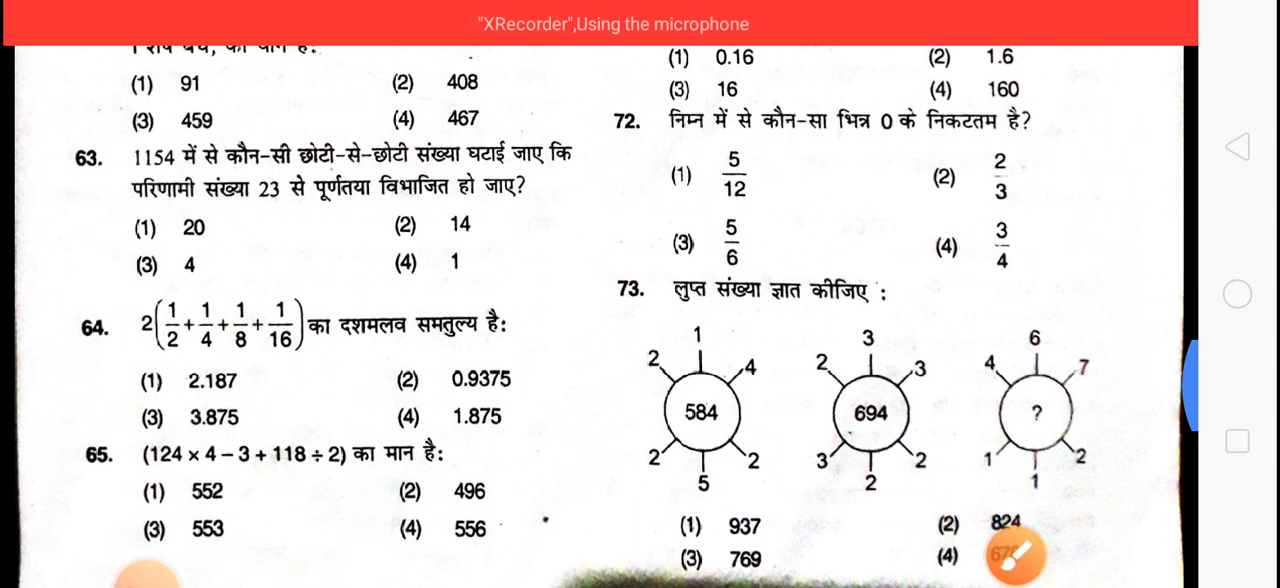 "XRecorder",Using the microphone
(1) 91 (2) 408
(3) 459 (4) 467
63. 1154 में से कौन-सी छोटी-से-छोटी संख्या घटाई जाए कि
परिणामी संख्या 23 से पूर्णतया विभाजित हो जाए?
(1) 20 (2) 14
(3) 4 (4) 1
64. 2(1/2+1/4+1/8+1/16) का दशमलव समतुल्य है:
(1) 2.187 (2) 0.9375
(3) 3.875 (4) 1.875
65. (124 × 4 – 3 + 118 ÷ 2) का मान है:
(1) 552 (2) 496
(3) 553 (4) 556
(1) 0.16 (2) 1.6
(3) 16 (4) 160
72. निम्न में से कौन-सा भिन्न 0 के निकटतम है?
(1) 5/12 (2) 2/3
(3) 5/6 (4) 3/4
73. लुप्त संख्या ज्ञात कीजिए :
1 3 6
2 4 2 3 4 7
584 694 ?
2 2 3 2 1 2
5 2 1
(1) 937 (2) 824
(3) 769 (4)